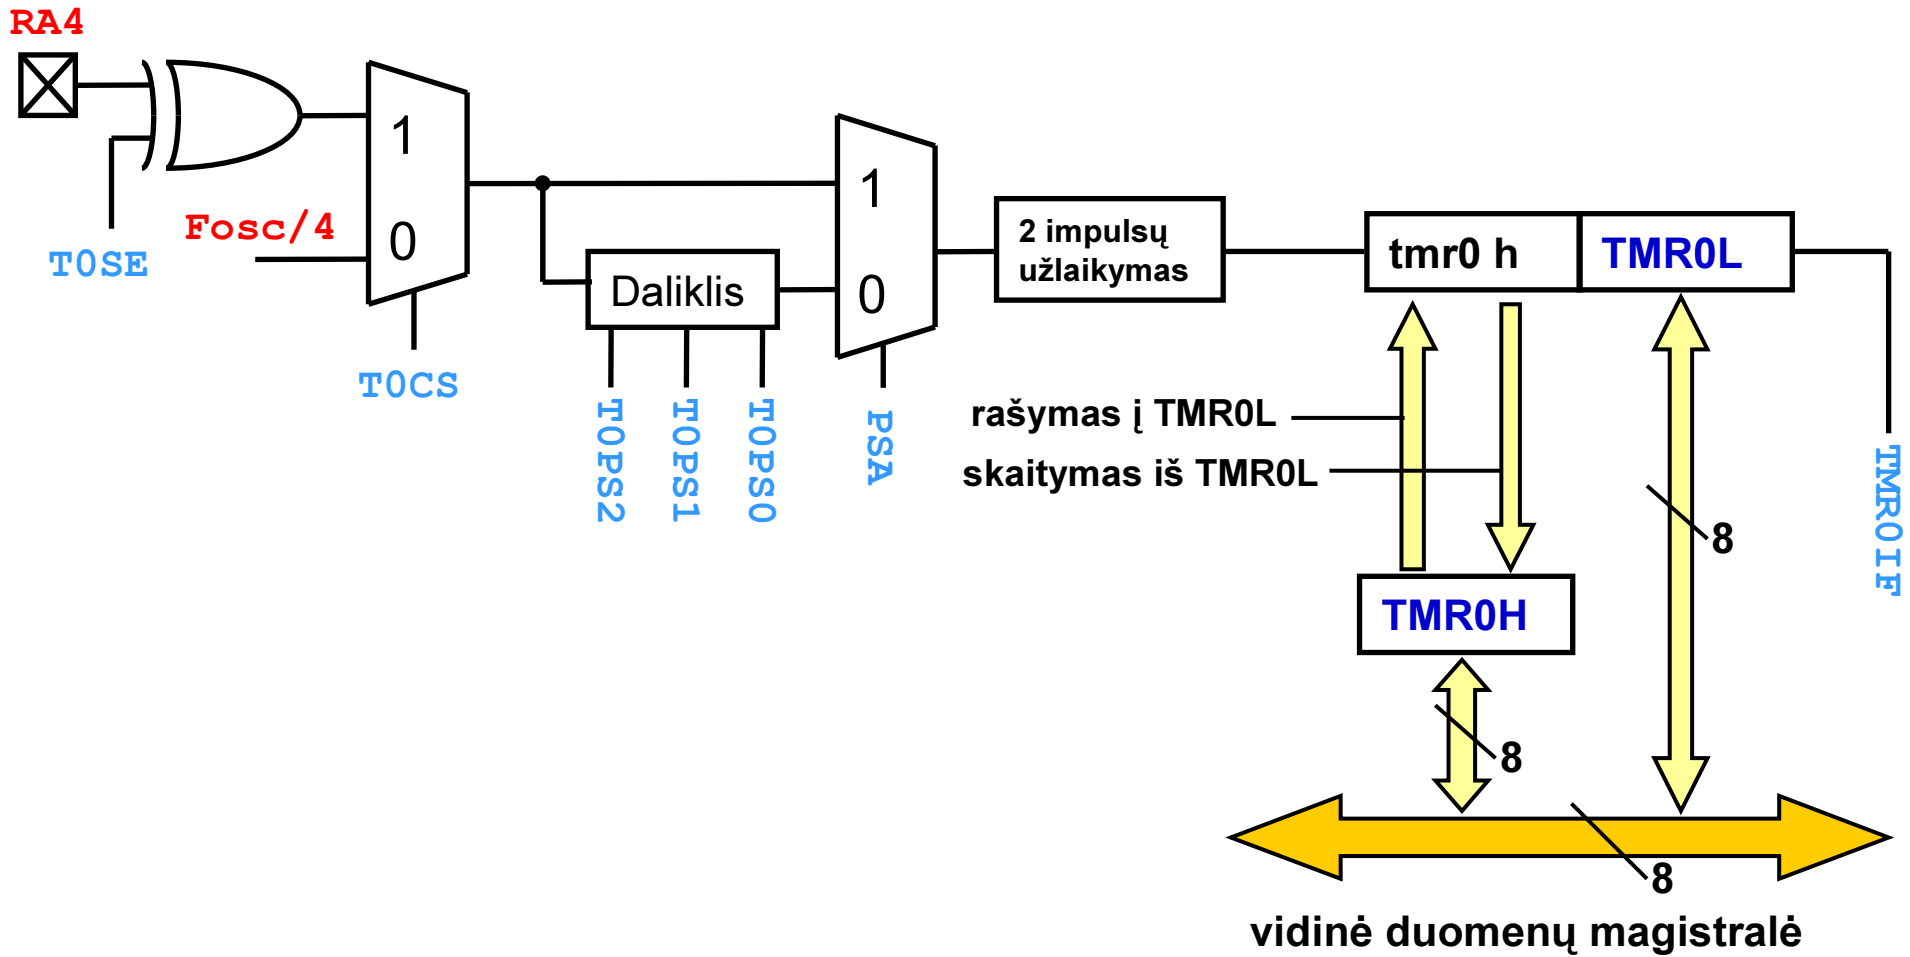 RA4
T0SE
Fosc/4
1
0
T0CS
Daliklis
T0PS2
T0PS1
T0PS0
1
0
PSA
2 impulsų
užlaikymas
tmr0 h
TMR0L
TMR0IF
rašymas į TMR0L
skaitymas iš TMR0L
8
TMR0H
8
8
vidinė duomenų magistralė